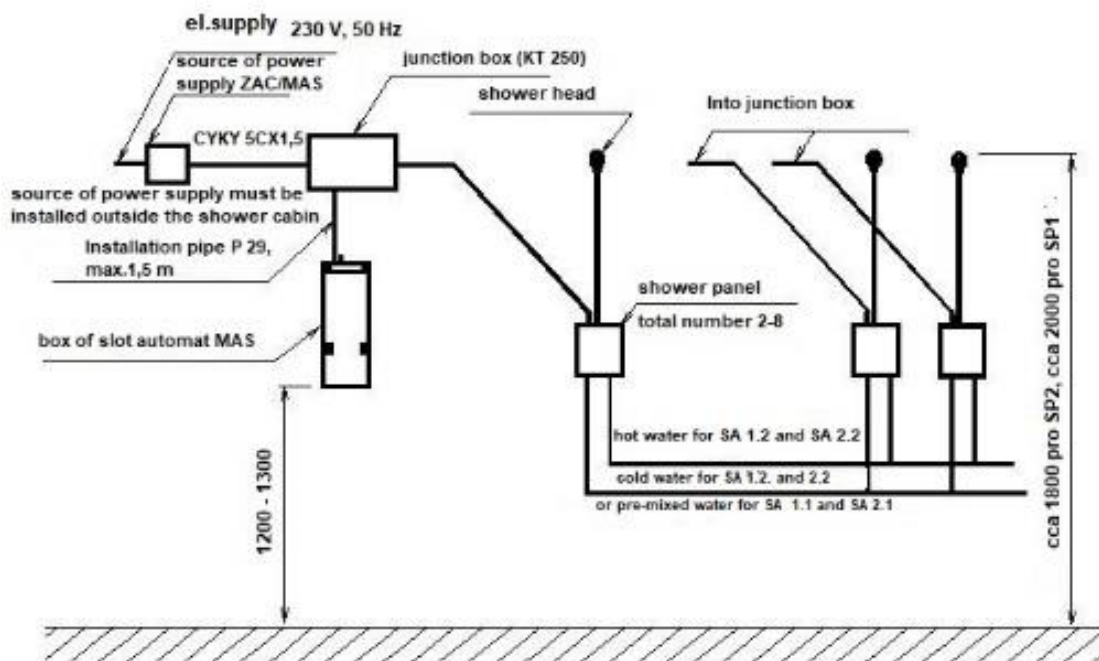 el.supply 230 V, 50 Hz
source of power
supply ZAC/MAS
junction box (KT 250)
shower head
Into junction box
CYKY 5CX1,5
source of power supply must be
installed outside the shower cabin
Installation pipe P 29,
max.1,5 m
box of slot automat MAS
shower panel
total number 2-8
hot water for SA 1.2 and SA 2.2
cold water for SA 1.2. and 2.2
or pre-mixed water for SA 1.1 and SA 2.1
1200 - 1300
cca 1800 pro SP2, cca 2000 pro SP1